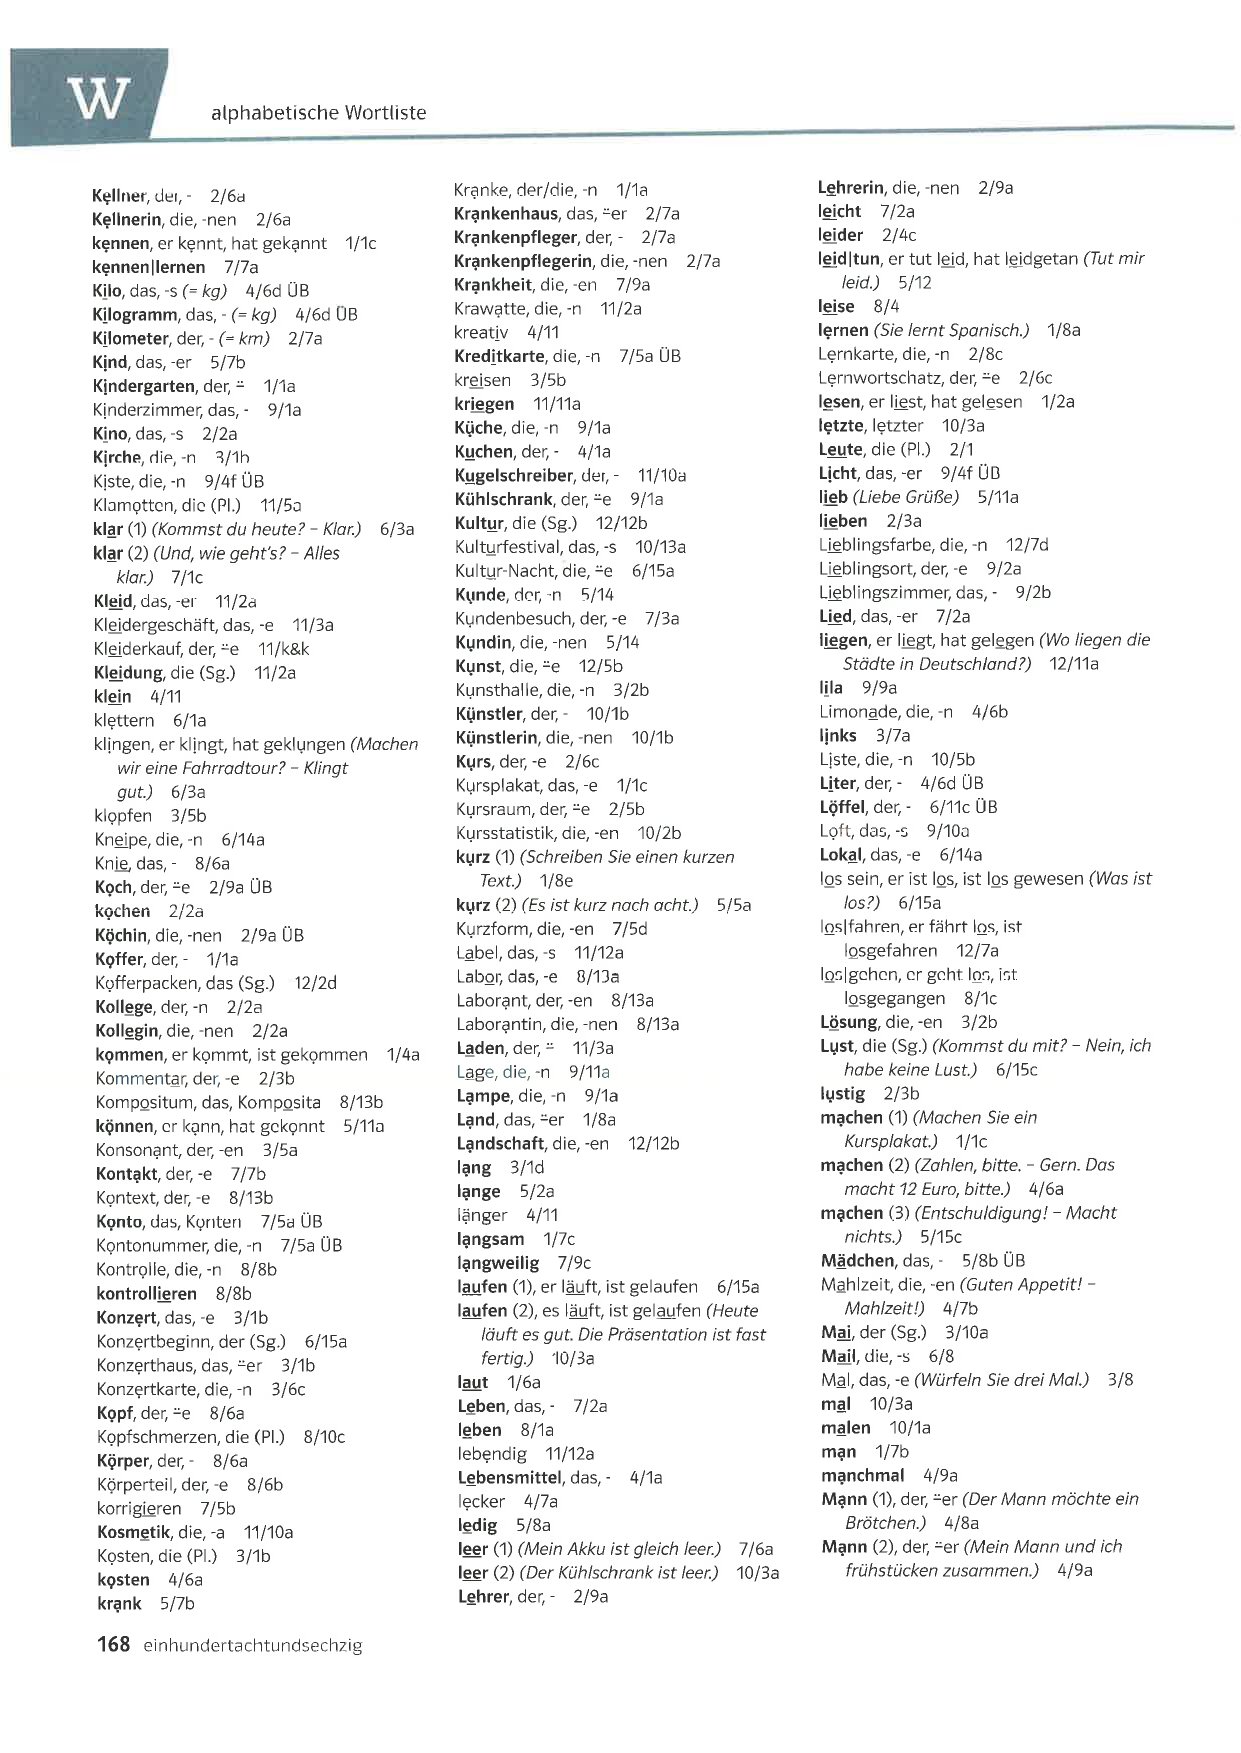 W
alphabetische Wortliste
Kellner, der, - 2/6a
Kellnerin, die, -nen 2/6a
kennen, er kennt, hat gekannt 1/1c
kennen|lernen 7/7a
Kilo, das, -s (= kg) 4/6d ÜB
Kilogramm, das, - (= kg) 4/6d ÜB
Kilometer, der, - (= km) 2/7a
Kind, das, -er 5/7b
Kindergarten, der, ⸚ 1/1a
Kinderzimmer, das, - 9/1a
Kino, das, -s 2/2a
Kirche, die, -n 3/1b
Kiste, die, -n 9/4f ÜB
Klamotten, die (Pl.) 11/5a
klar (1) (Kommst du heute? – Klar.) 6/3a
klar (2) (Und, wie geht's? – Alles
klar.) 7/1c
Kleid, das, -er 11/2a
Kleidergeschäft, das, -e 11/3a
Kleiderkauf, der, ⸚e 11/k&k
Kleidung, die (Sg.) 11/2a
klein 4/11
klettern 6/1a
klingen, er klingt, hat geklungen (Machen
wir eine Fahrradtour? – Klingt
gut.) 6/3a
klopfen 3/5b
Kneipe, die, -n 6/14a
Knie, das, - 8/6a
Koch, der, ⸚e 2/9a ÜB
kochen 2/2a
Köchin, die, -nen 2/9a ÜB
Koffer, der, - 1/1a
Kofferpacken, das (Sg.) 12/2d
Kollege, der, -n 2/2a
Kollegin, die, -nen 2/2a
kommen, er kommt, ist gekommen 1/4a
Kommentar, der, -e 2/3b
Kompositum, das, Komposita 8/13b
können, er kann, hat gekonnt 5/11a
Konsonant, der, -en 3/5a
Kontakt, der, -e 7/7b
Kontext, der, -e 8/13b
Konto, das, Konten 7/5a ÜB
Kontonummer, die, -n 7/5a ÜB
Kontrolle, die, -n 8/8b
kontrollieren 8/8b
Konzert, das, -e 3/1b
Konzertbeginn, der (Sg.) 6/15a
Konzerthaus, das, ⸚er 3/1b
Konzertkarte, die, -n 3/6c
Kopf, der, ⸚e 8/6a
Kopfschmerzen, die (Pl.) 8/10c
Körper, der, - 8/6a
Körperteil, der, -e 8/6b
korrigieren 7/5b
Kosmetik, die, -a 11/10a
Kosten, die (Pl.) 3/1b
kosten 4/6a
krank 5/7b
Kranke, der/die, -n 1/1a
Krankenhaus, das, ⸚er 2/7a
Krankenpfleger, der, - 2/7a
Krankenpflegerin, die, -nen 2/7a
Krankheit, die, -en 7/9a
Krawatte, die, -n 11/2a
kreativ 4/11
Kreditkarte, die, -n 7/5a ÜB
kreisen 3/5b
kriegen 11/11a
Küche, die, -n 9/1a
Kuchen, der, - 4/1a
Kugelschreiber, der, - 11/10a
Kühlschrank, der, ⸚e 9/1a
Kultur, die (Sg.) 12/12b
Kulturfestival, das, -s 10/13a
Kultur-Nacht, die, ⸚e 6/15a
Kunde, der, -n 5/14
Kundenbesuch, der, -e 7/3a
Kundin, die, -nen 5/14
Kunst, die, ⸚e 12/5b
Kunsthalle, die, -n 3/2b
Künstler, der, - 10/1b
Künstlerin, die, -nen 10/1b
Kurs, der, -e 2/6c
Kursplakat, das, -e 1/1c
Kursraum, der, ⸚e 2/5b
Kursstatistik, die, -en 10/2b
kurz (1) (Schreiben Sie einen kurzen
Text.) 1/8e
kurz (2) (Es ist kurz nach acht.) 5/5a
Kurzform, die, -en 7/5d
Label, das, -s 11/12a
Labor, das, -e 8/13a
Laborant, der, -en 8/13a
Laborantin, die, -nen 8/13a
Laden, der, ⸚ 11/3a
Lage, die, -n 9/11a
Lampe, die, -n 9/1a
Land, das, ⸚er 1/8a
Landschaft, die, -en 12/12b
lang 3/1d
lange 5/2a
länger 4/11
langsam 1/7c
langweilig 7/9c
laufen (1), er läuft, ist gelaufen 6/15a
laufen (2), es läuft, ist gelaufen (Heute
läuft es gut. Die Präsentation ist fast
fertig.) 10/3a
laut 1/6a
Leben, das, - 7/2a
leben 8/1a
lebendig 11/12a
Lebensmittel, das, - 4/1a
lecker 4/7a
ledig 5/8a
leer (1) (Mein Akku ist gleich leer.) 7/6a
leer (2) (Der Kühlschrank ist leer.) 10/3a
Lehrer, der, - 2/9a
Lehrerin, die, -nen 2/9a
leicht 7/2a
leider 2/4c
leid|tun, er tut leid, hat leidgetan (Tut mir
leid.) 5/12
leise 8/4
lernen (Sie lernt Spanisch.) 1/8a
Lernkarte, die, -n 2/8c
Lernwortschatz, der, ⸚e 2/6c
lesen, er liest, hat gelesen 1/2a
letzte, letzter 10/3a
Leute, die (Pl.) 2/1
Licht, das, -er 9/4f ÜB
lieb (Liebe Grüße) 5/11a
lieben 2/3a
Lieblingsfarbe, die, -n 12/7d
Lieblingsort, der, -e 9/2a
Lieblingszimmer, das, - 9/2b
Lied, das, -er 7/2a
liegen, er liegt, hat gelegen (Wo liegen die
Städte in Deutschland?) 12/11a
lila 9/9a
Limonade, die, -n 4/6b
links 3/7a
Liste, die, -n 10/5b
Liter, der, - 4/6d ÜB
Löffel, der, - 6/11c ÜB
Loft, das, -s 9/10a
Lokal, das, -e 6/14a
los sein, er ist los, ist los gewesen (Was ist
los?) 6/15a
los|fahren, er fährt los, ist
losgefahren 12/7a
los|gehen, er geht los, ist
losgegangen 8/1c
Lösung, die, -en 3/2b
Lust, die (Sg.) (Kommst du mit? – Nein, ich
habe keine Lust.) 6/15c
lustig 2/3b
machen (1) (Machen Sie ein
Kursplakat.) 1/1c
machen (2) (Zahlen, bitte. – Gern. Das
macht 12 Euro, bitte.) 4/6a
machen (3) (Entschuldigung! – Macht
nichts.) 5/15c
Mädchen, das, - 5/8b ÜB
Mahlzeit, die, -en (Guten Appetit! –
Mahlzeit!) 4/7b
Mai, der (Sg.) 3/10a
Mail, die, -s 6/8
Mal, das, -e (Würfeln Sie drei Mal.) 3/8
mal 10/3a
malen 10/1a
man 1/7b
manchmal 4/9a
Mann (1), der, ⸚er (Der Mann möchte ein
Brötchen.) 4/8a
Mann (2), der, ⸚er (Mein Mann und ich
frühstücken zusammen.) 4/9a
168 einhundertachtundsechzig